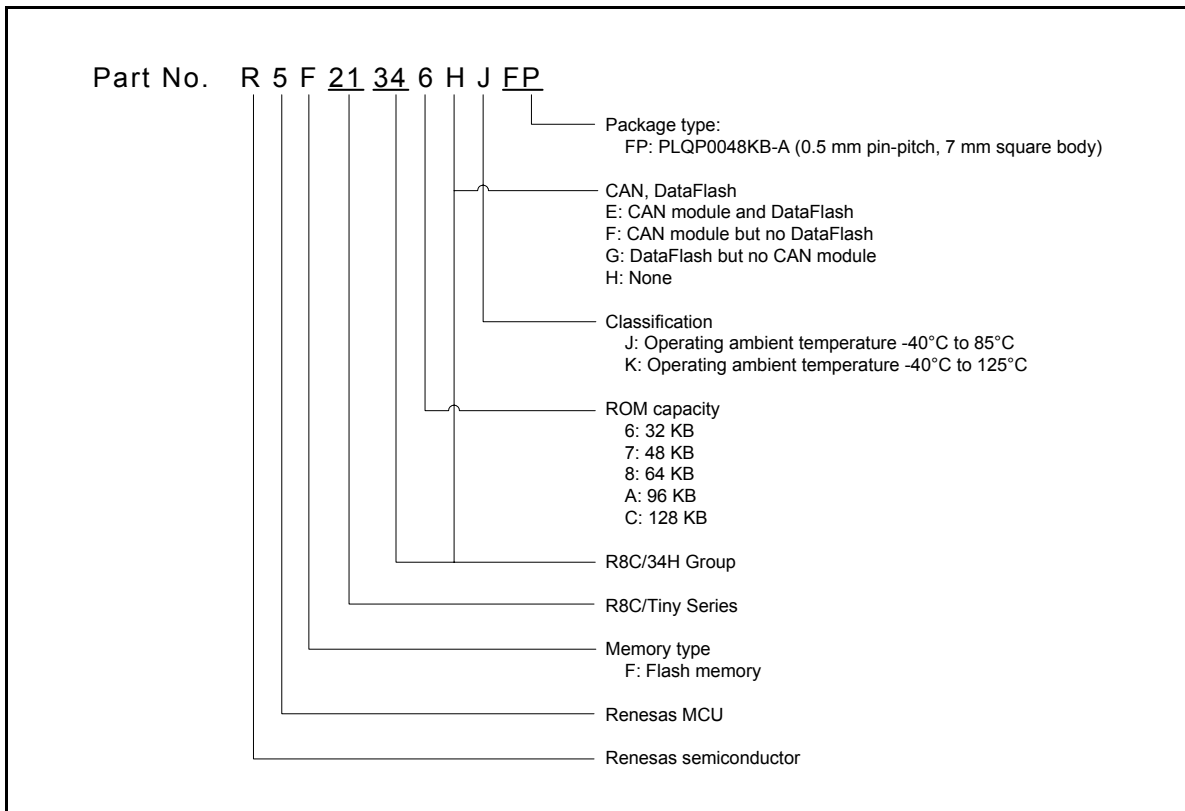 Part No. R 5 F 21 34 6 H J FP
Package type:
FP: PLQP0048KB-A (0.5 mm pin-pitch, 7 mm square body)
CAN, DataFlash
E: CAN module and DataFlash
F: CAN module but no DataFlash
G: DataFlash but no CAN module
H: None
Classification
J: Operating ambient temperature -40°C to 85°C
K: Operating ambient temperature -40°C to 125°C
ROM capacity
6: 32 KB
7: 48 KB
8: 64 KB
A: 96 KB
C: 128 KB
R8C/34H Group
R8C/Tiny Series
Memory type
F: Flash memory
Renesas MCU
Renesas semiconductor